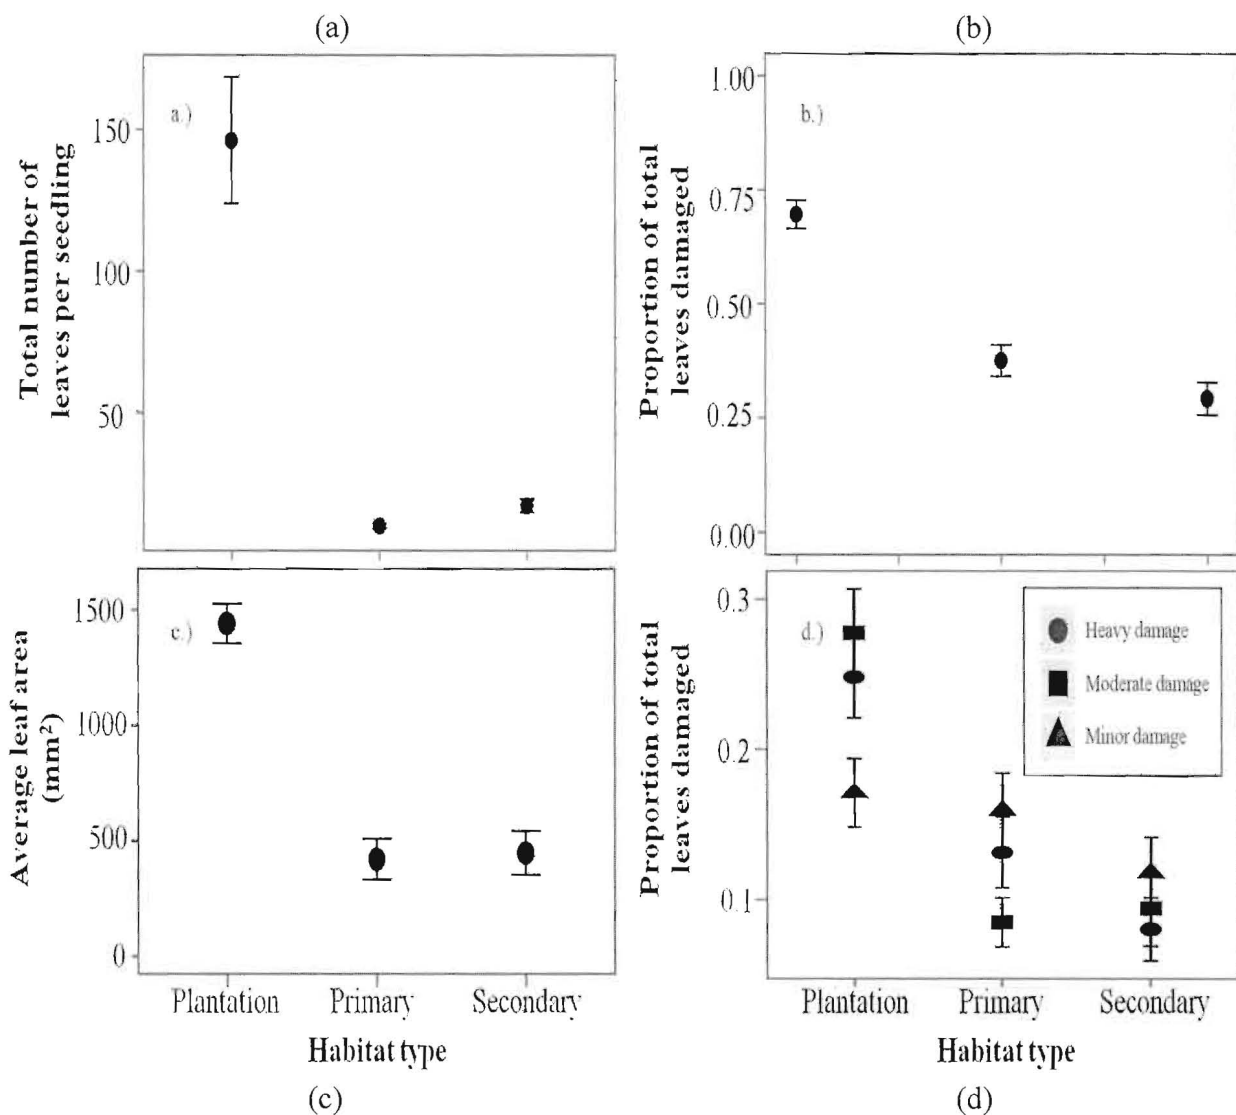 (a)
a.)
150
100
50
Total number of
leaves per seedling
(b)
b.)
1.00
0.75
0.50
0.25
0.00
Proportion of total
leaves damaged
c.)
1500
1000
500
0
Average leaf area
(mm²)
Plantation Primary Secondary
Habitat type
(c)
d.)
0.3
0.2
0.1
Proportion of total
leaves damaged
Heavy damage
Moderate damage
Minor damage
Plantation Primary Secondary
Habitat type
(d)